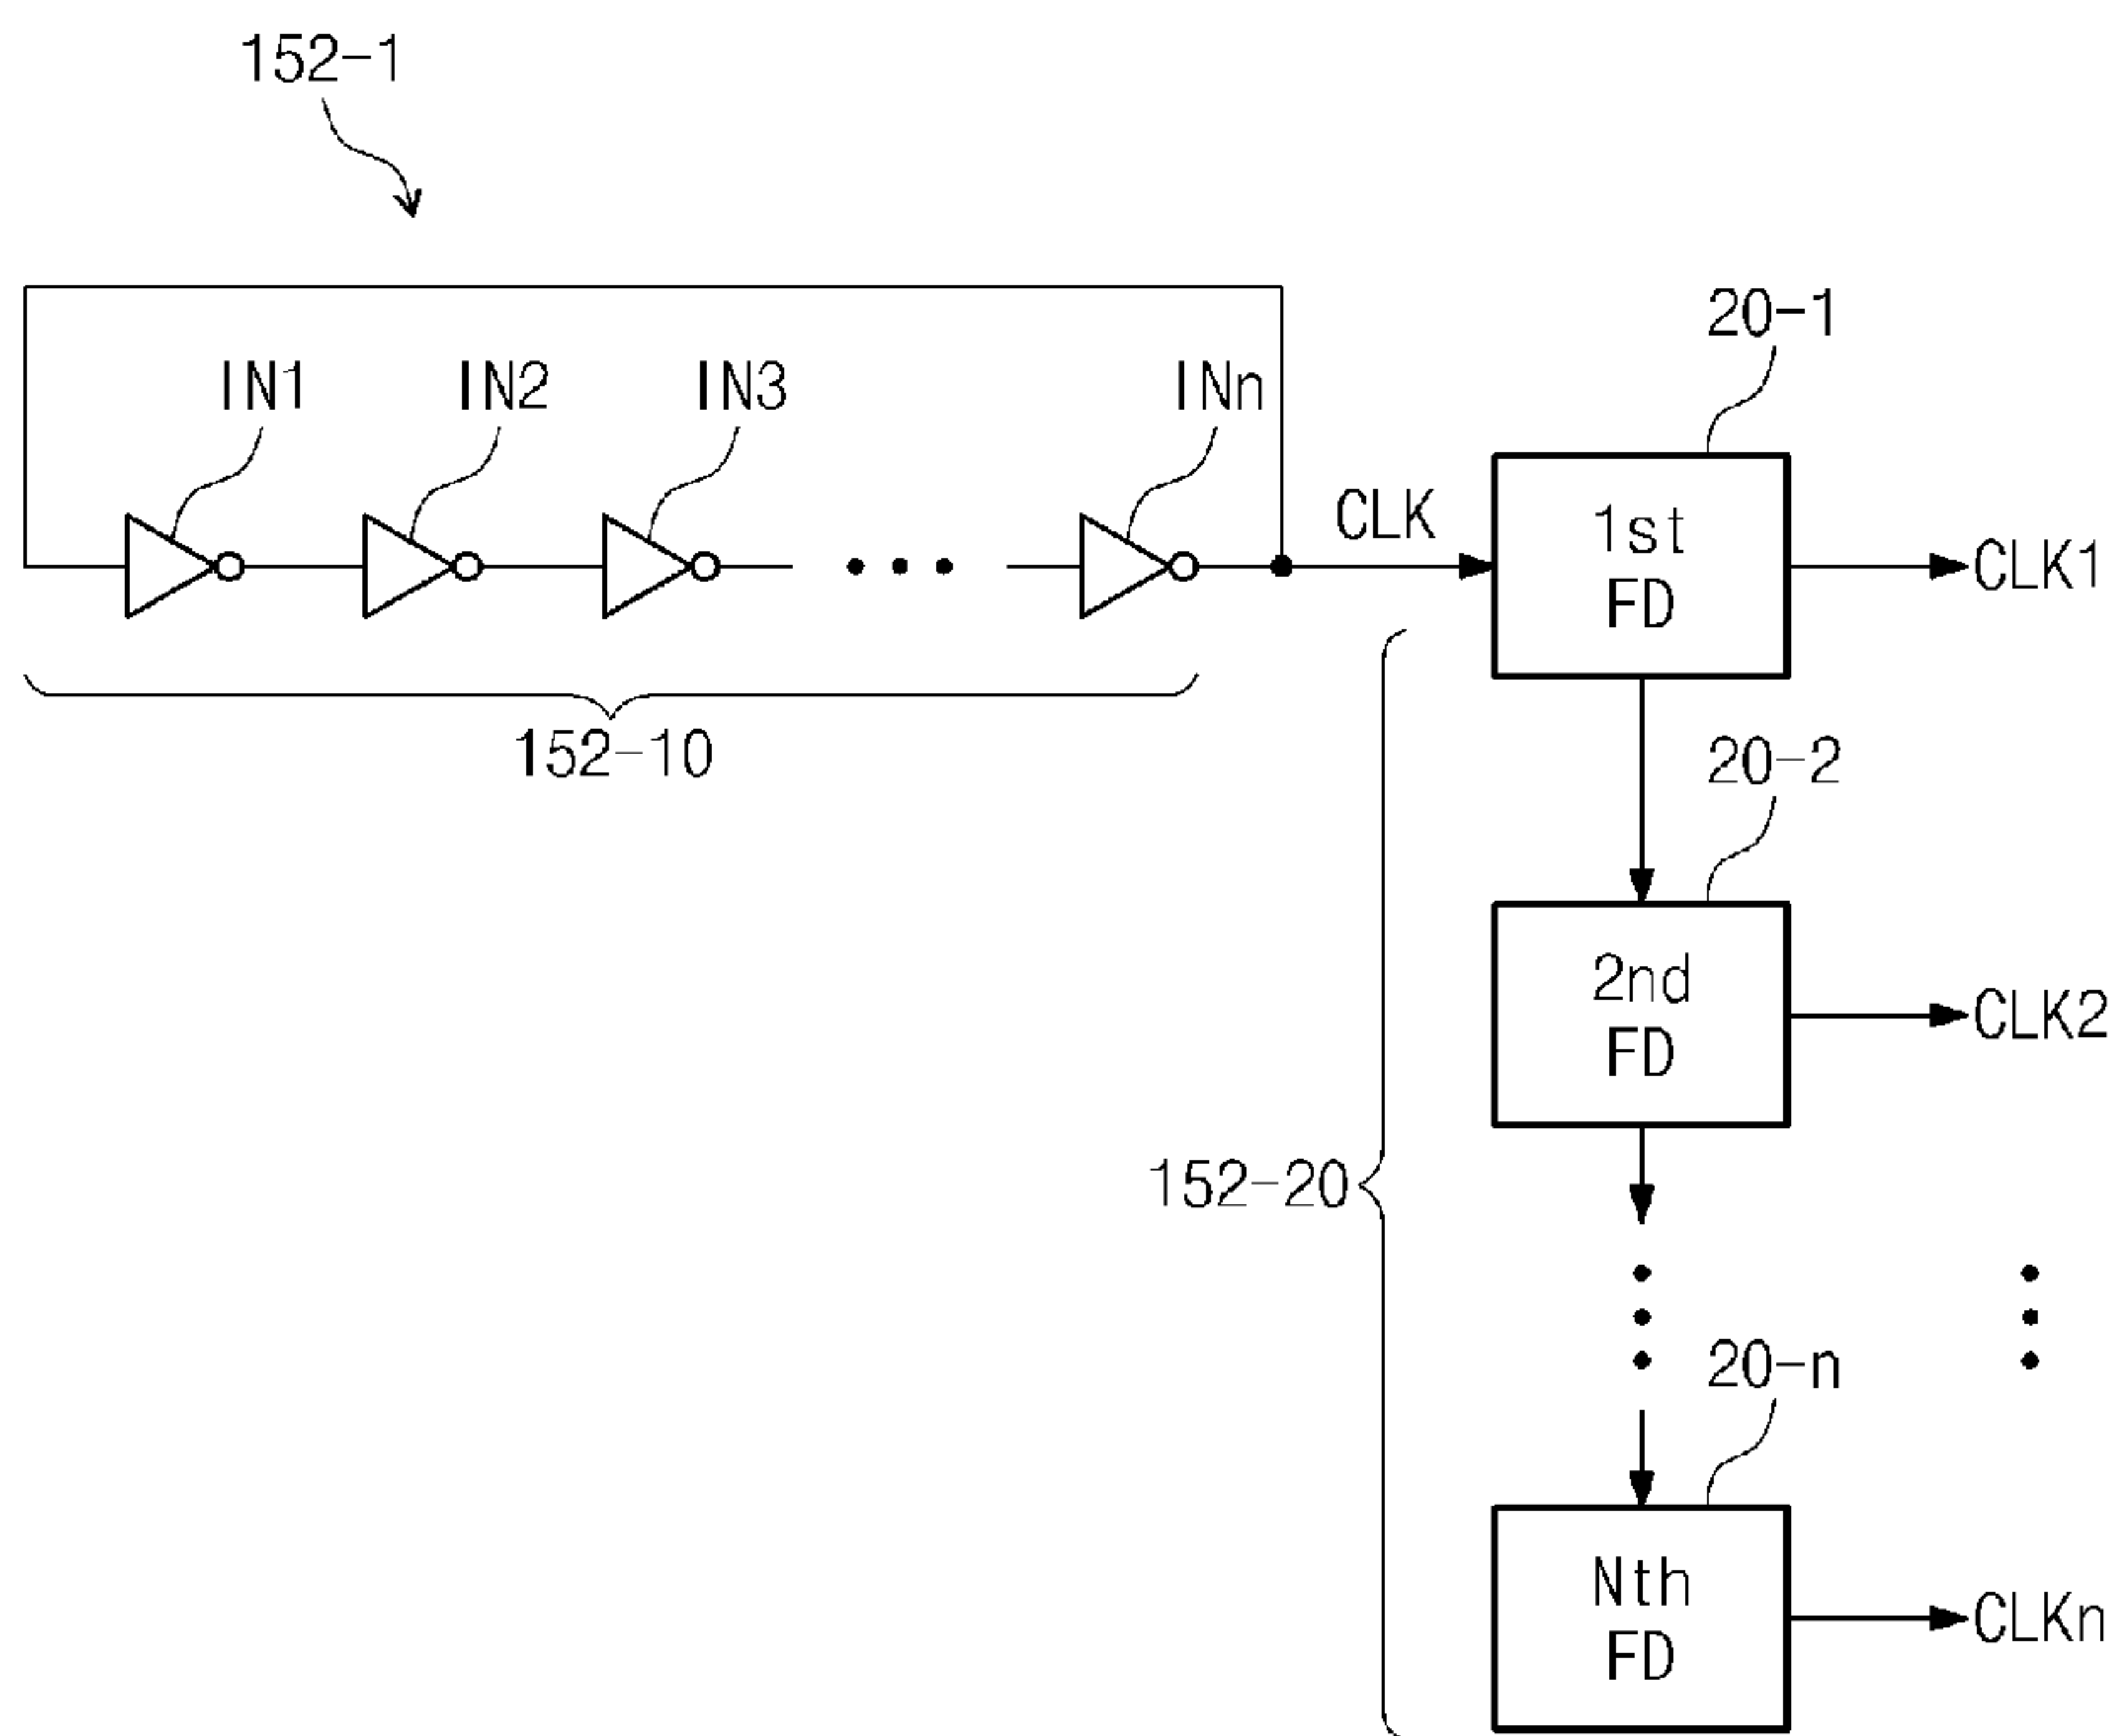 152-1
20-1
IN1 IN2 IN3 INn
CLK
1st
FD
CLK1
152-10
20-2
2nd
FD
CLK2
152-20
20-n
Nth
FD
CLKn